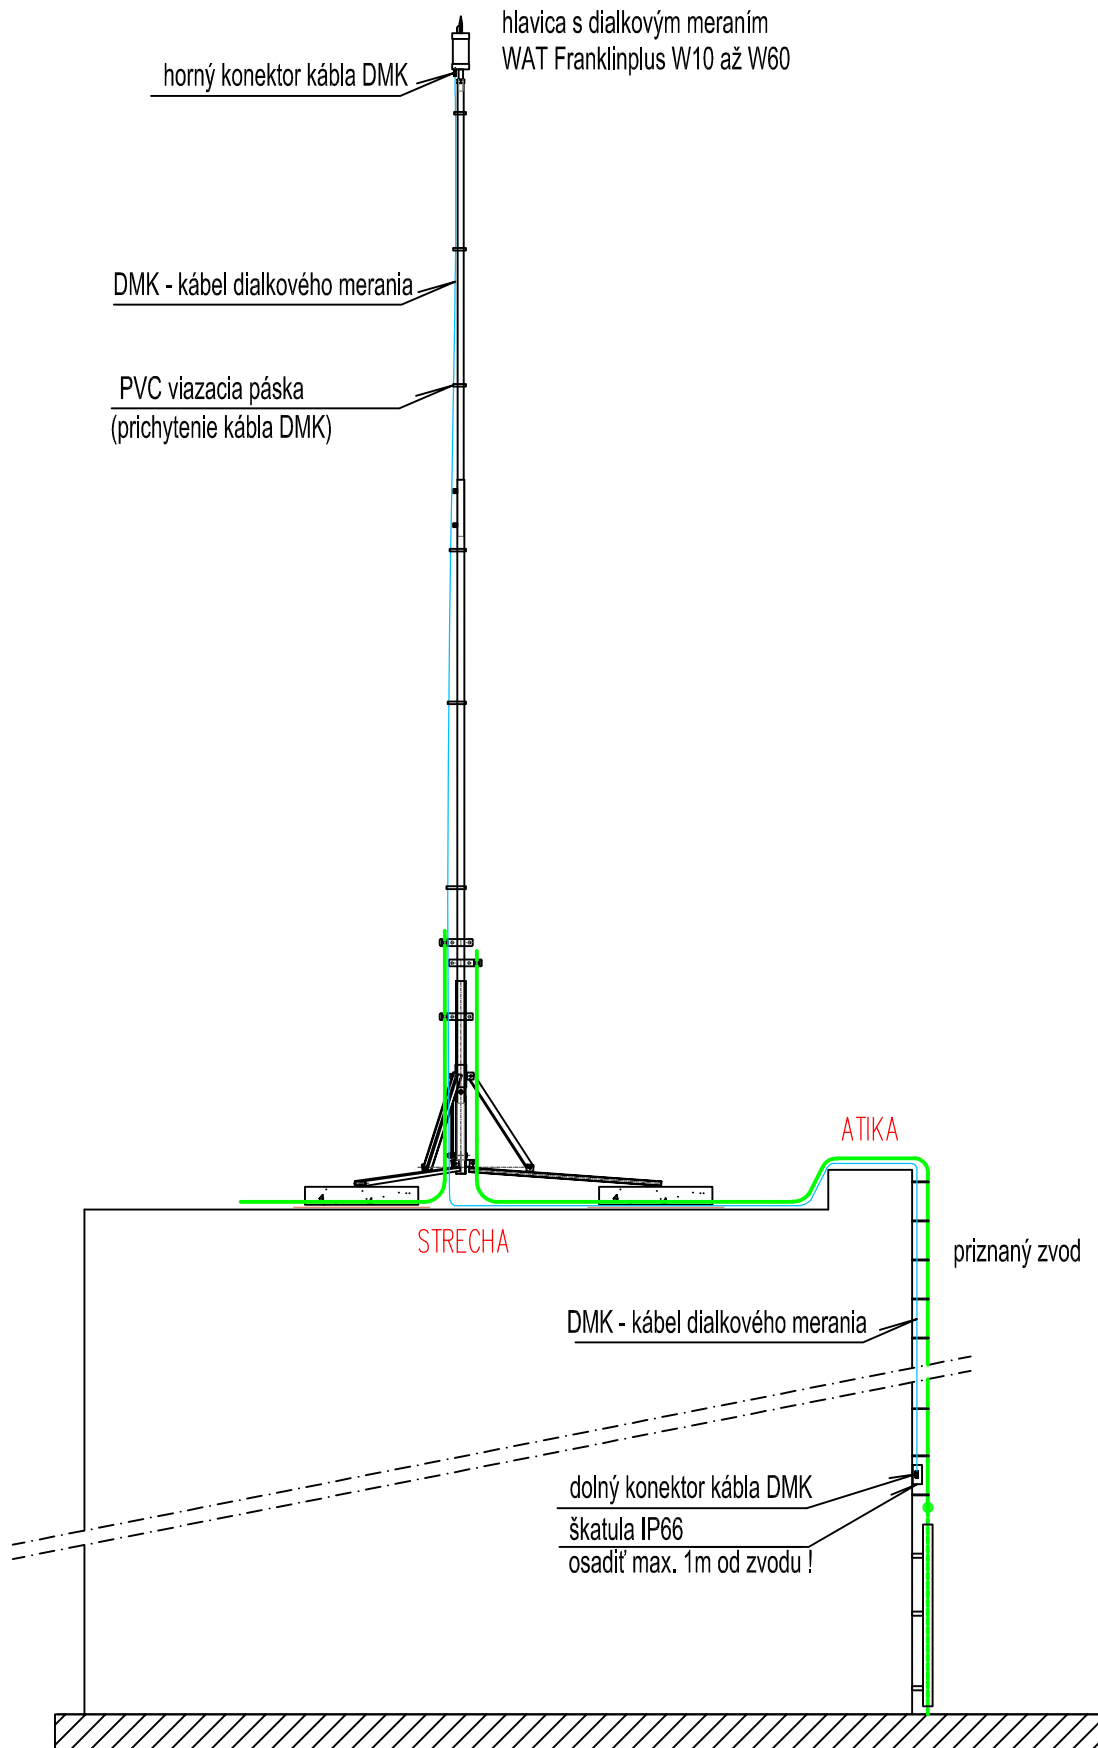 hlavica s dialkovým meraním
WAT Franklinplus W10 až W60
horný konektor kábla DMK
DMK - kábel dialkového merania
PVC viazacia páska
(prichytenie kábla DMK)
ATIKA
STRECHA
priznaný zvod
DMK - kábel dialkového merania
dolný konektor kábla DMK
škatula IP66
osadiť max. 1m od zvodu !